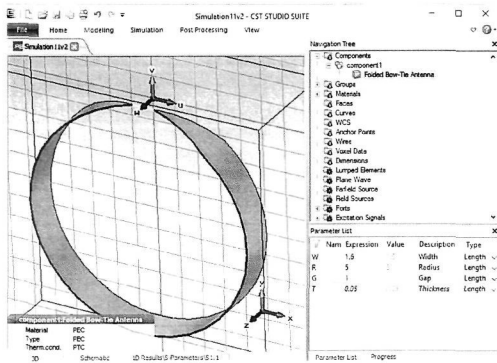 Simulation11v2 - CST STUDIO SUITE
File Home Modeling Simulation Post Processing View
Simulation11v2
Navigation Tree
Components
component1
Folded Bow-Tie Antenna
Groups
Materials
Faces
Curves
WCS
Anchor Points
Wires
Voxel Data
Dimensions
Lumped Elements
Plane Wave
Farfield Source
Field Sources
Ports
Excitation Signals
Parameter List
Nam Expression Value Description Type
W 1.6 Width Length
R 5 Radius Length
G 1 Gap Length
T 0.05 Thickness Length
V
U
W
y
x
z
component1:Folded Bow-Tie Antenna
Material PEC
Type PEC
Therm.cond. PTC
3D Schematic 1D Results\S-Parameters\S1,1
Parameter List Progress